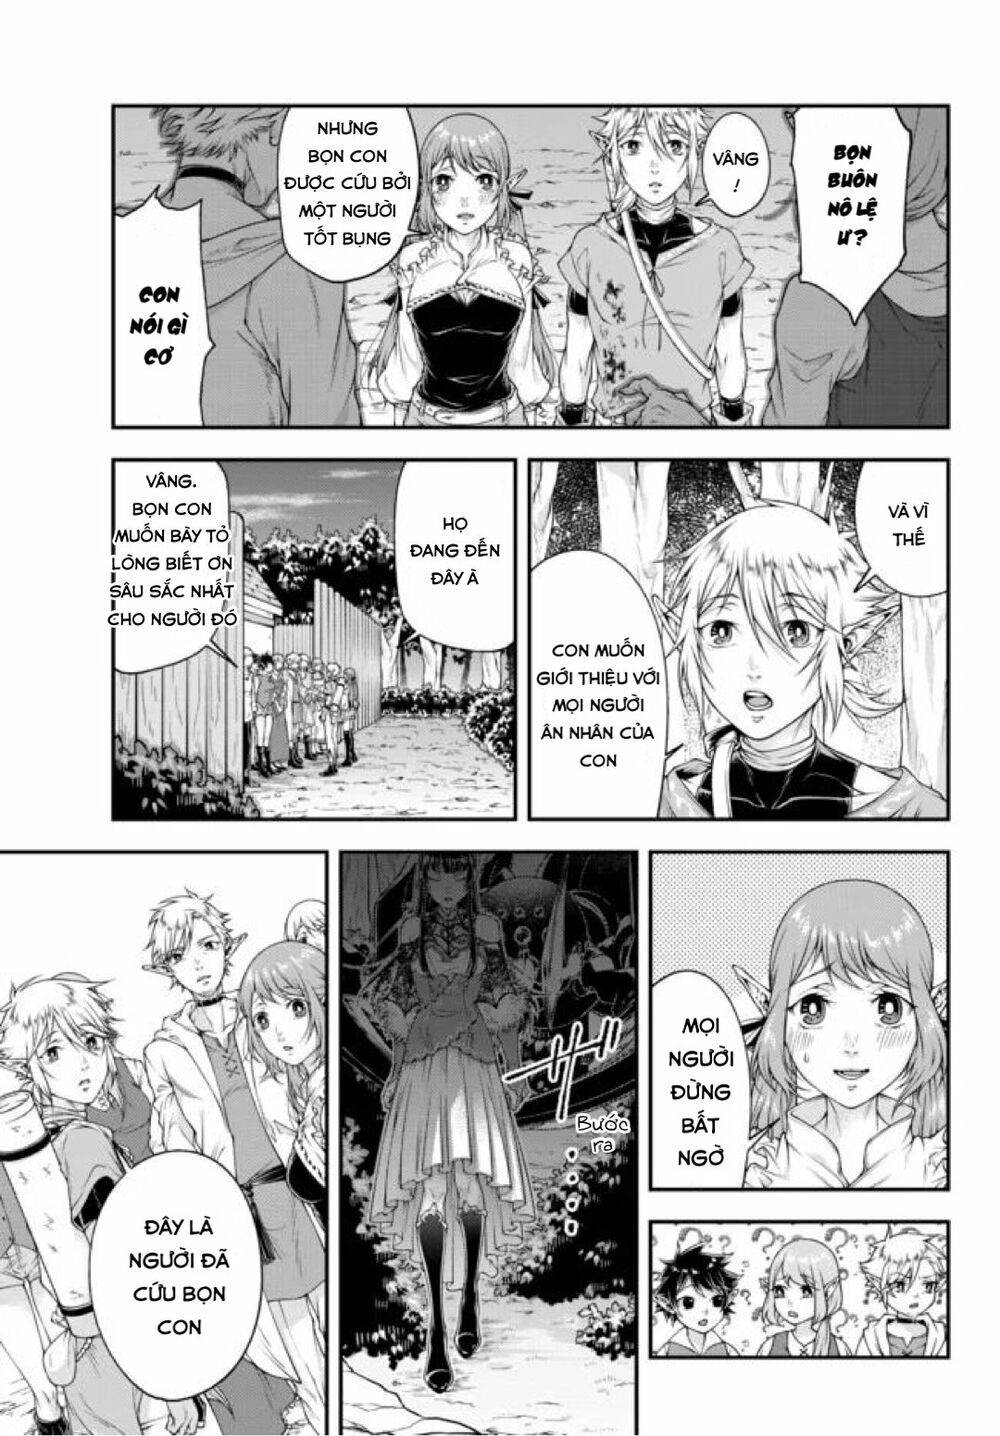 BỌN
BUÔN
NÔ LỆ
Ư?
VÂNG
!
NHƯNG
BỌN CON
ĐƯỢC CỨU BỞI
MỘT NGƯỜI
TỐT BỤNG
CON
NÓI GÌ
CƠ
VÀ VÌ
THẾ
CON MUỐN
GIỚI THIỆU VỚI
MỌI NGƯỜI
ÂN NHÂN CỦA
CON
HỌ
ĐANG ĐẾN
ĐÂY À
VÂNG.
BỌN CON
MUỐN BÀY TỎ
LÒNG BIẾT ƠN
SÂU SẮC NHẤT
CHO NGƯỜI ĐÓ
MỌI
NGƯỜI
ĐỪNG
BẤT
NGỜ
ザッ
Bước
ra
ĐÂY LÀ
NGƯỜI ĐÃ
CỨU BỌN
CON